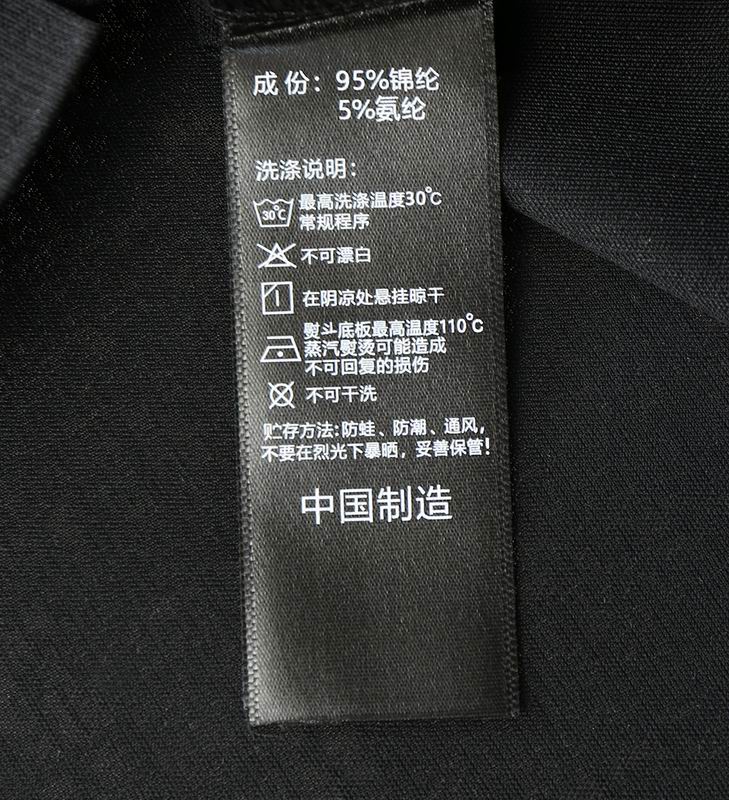 成份：95%锦纶
5%氨纶
洗涤说明：
30℃
最高洗涤温度30℃
常规程序
不可漂白
在阴凉处悬挂晾干
熨斗底板最高温度110℃
蒸汽熨烫可能造成
不可回复的损伤
不可干洗
贮存方法:防蛀、防潮、通风，
不要在烈光下暴晒，妥善保管！
中国制造